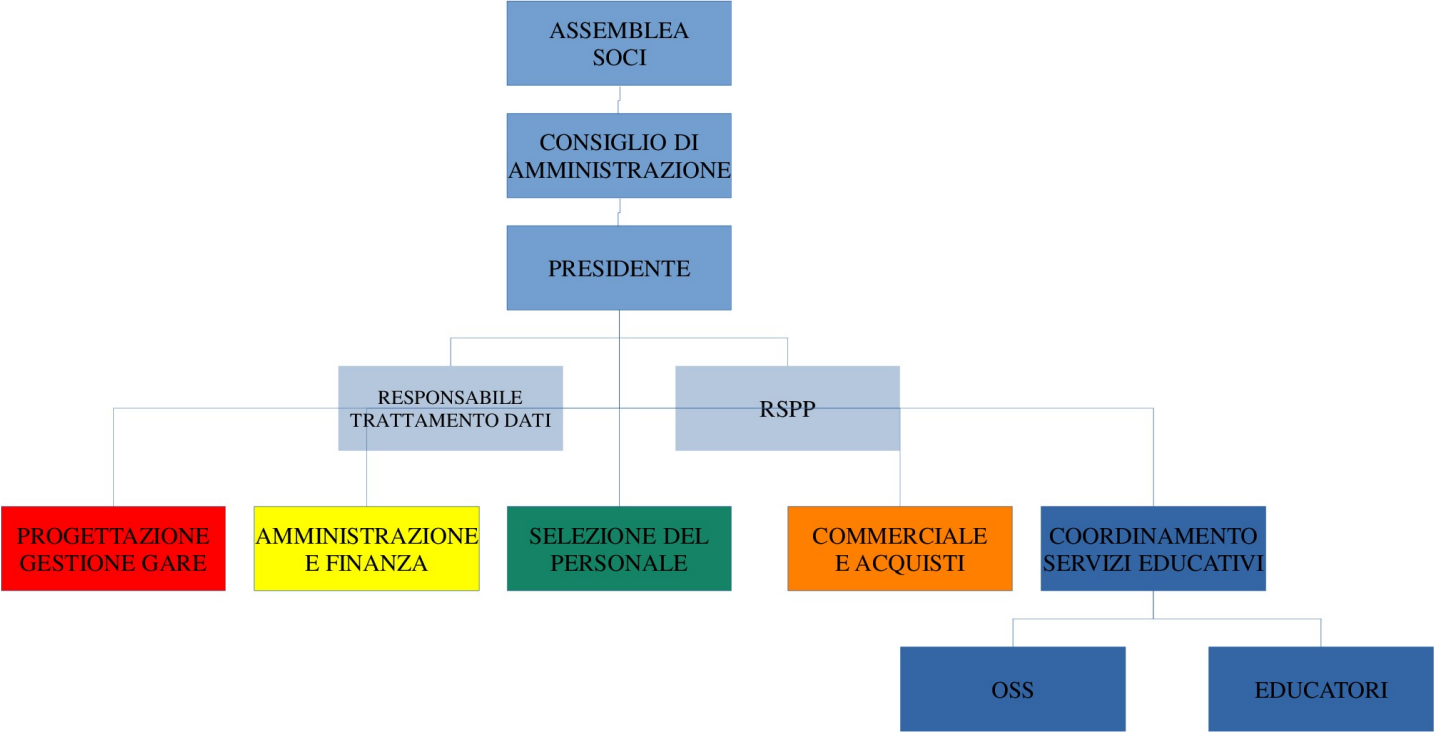 ASSEMBLEA
SOCI
CONSIGLIO DI
AMMINISTRAZIONE
PRESIDENTE
RESPONSABILE
TRATTAMENTO DATI
RSPP
PROGETTAZIONE
GESTIONE GARE
AMMINISTRAZIONE
E FINANZA
SELEZIONE DEL
PERSONALE
COMMERCIALE
E ACQUISTI
COORDINAMENTO
SERVIZI EDUCATIVI
OSS
EDUCATORI